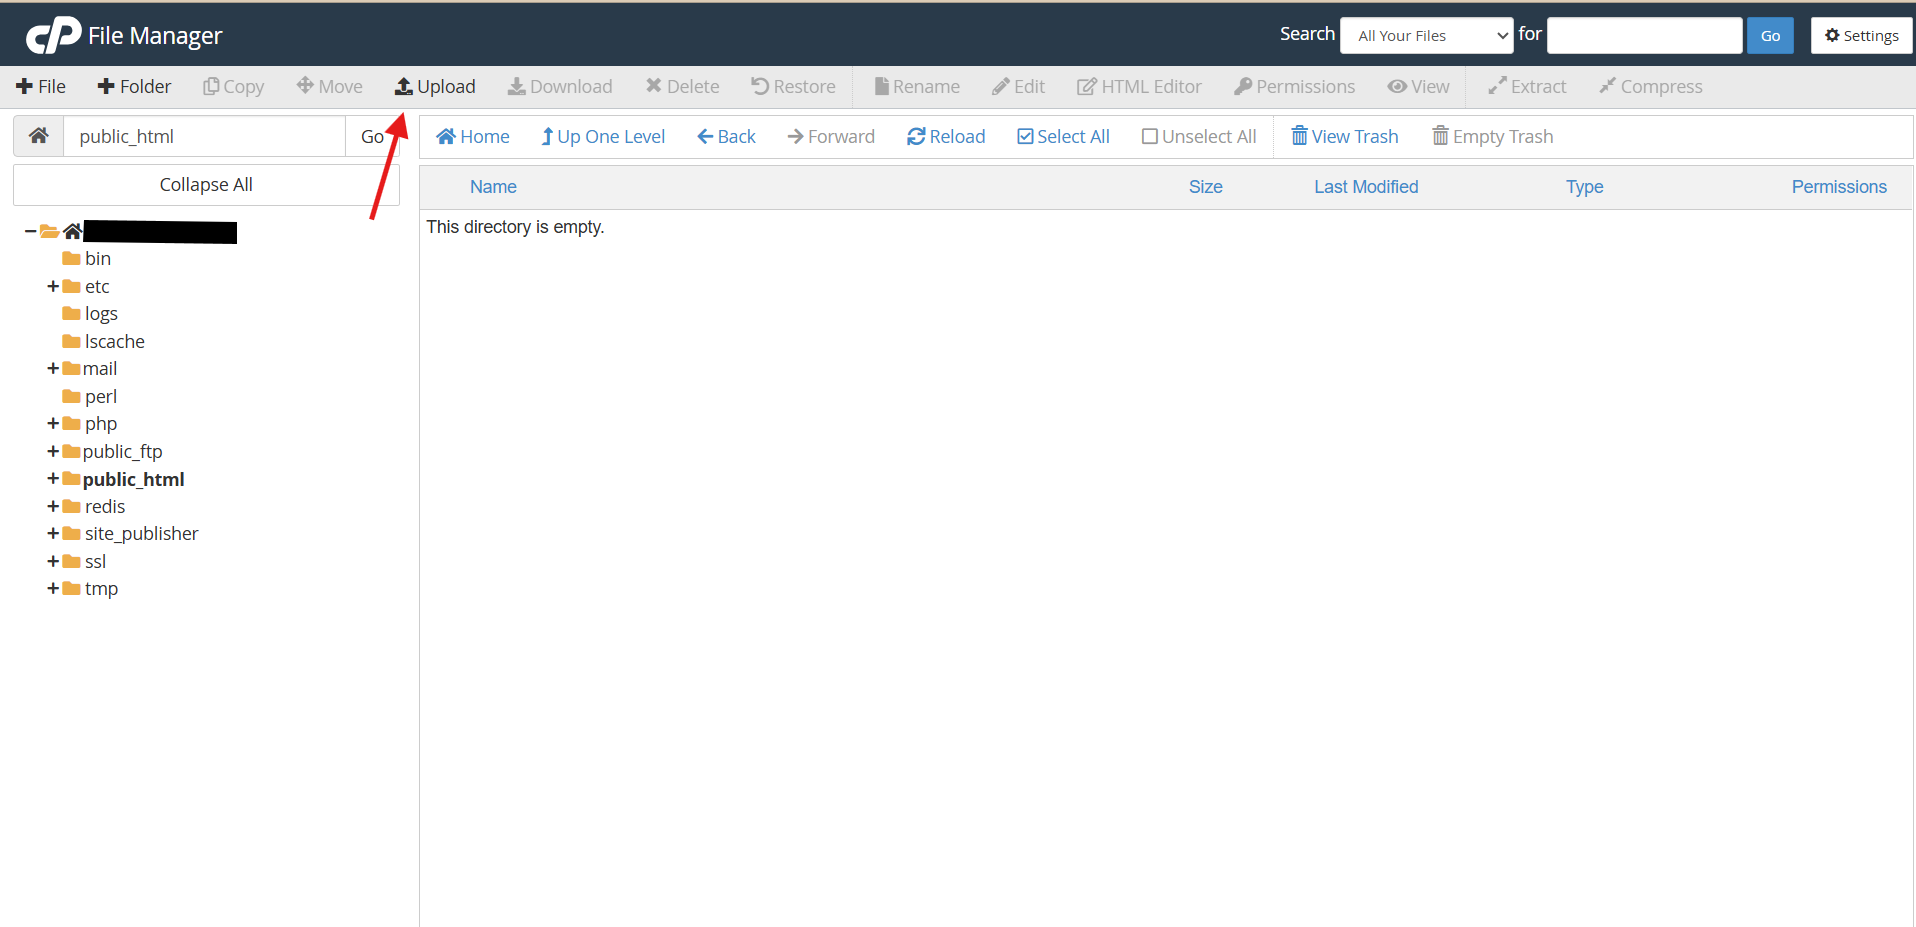 cP File Manager
Search All Your Files for Go Settings
File Folder Copy Move Upload Download Delete Restore Rename Edit HTML Editor Permissions View Extract Compress
public_html Go
Home Up One Level Back Forward Reload Select All Unselect All View Trash Empty Trash
Collapse All
Name Size Last Modified Type Permissions
This directory is empty.
bin
etc
logs
lscache
mail
perl
php
public_ftp
public_html
redis
site_publisher
ssl
tmp